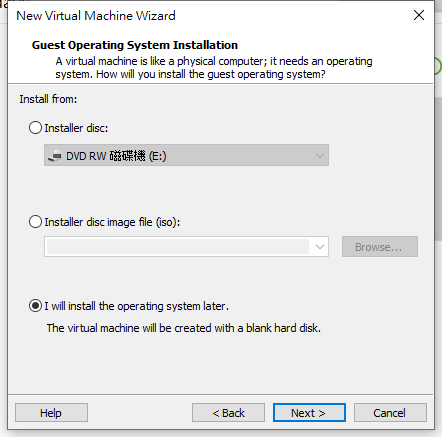 New Virtual Machine Wizard
Guest Operating System Installation
A virtual machine is like a physical computer; it needs an operating
system. How will you install the guest operating system?
Install from:
Installer disc:
DVD RW 磁碟機 (E:)
Installer disc image file (iso):
Browse...
I will install the operating system later.
The virtual machine will be created with a blank hard disk.
Help
< Back
Next >
Cancel